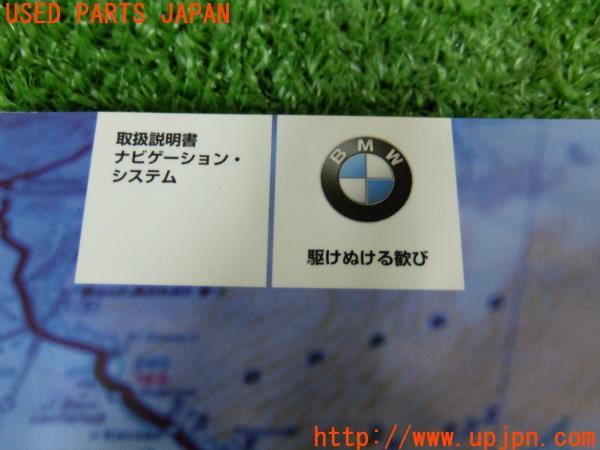 USED PARTS JAPAN
取扱説明書
ナビゲーション・
システム
BMW
駆けぬける歓び
http://www.upjpn.com